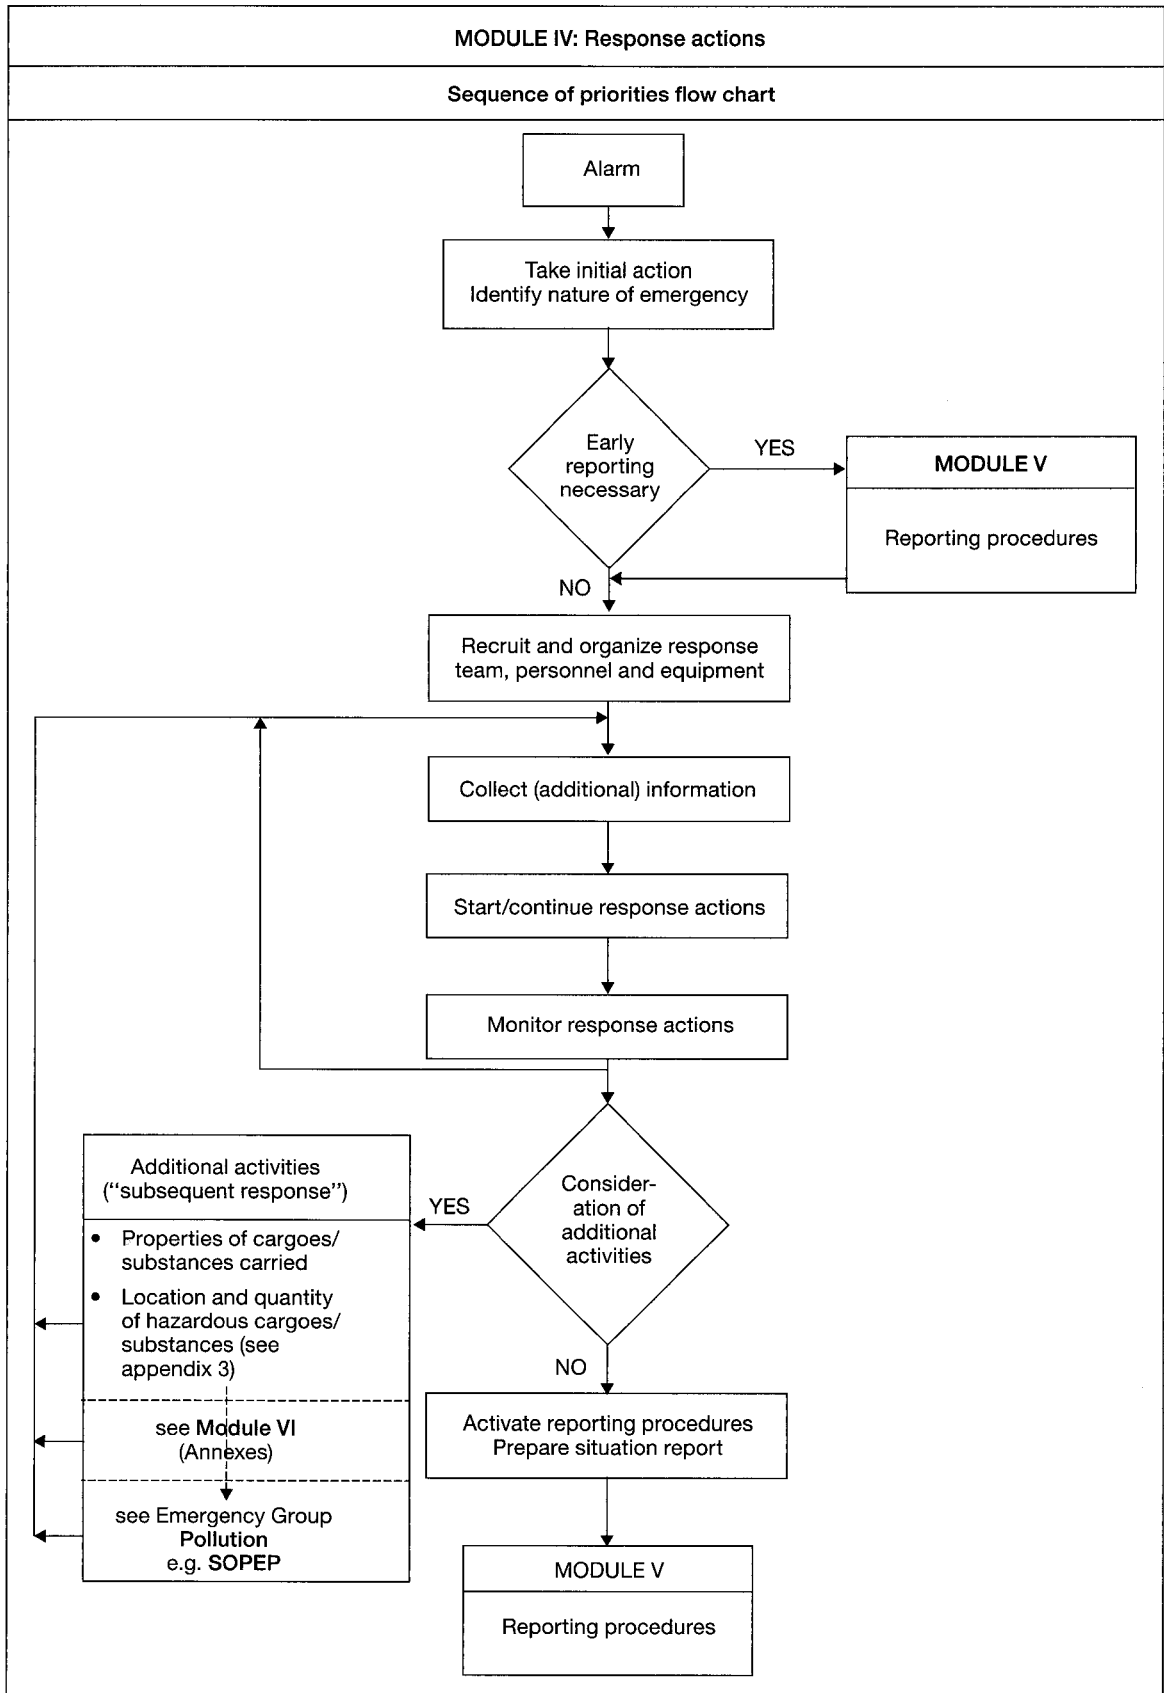 MODULE IV: Response actions
Sequence of priorities flow chart
Alarm
Take initial action
Identify nature of emergency
Early
reporting
necessary
YES
MODULE V
Reporting procedures
NO
Recruit and organize response
team, personnel and equipment
Collect (additional) information
Start/continue response actions
Monitor response actions
Consider-
ation of
additional
activities
YES
Additional activities
(“subsequent response”)
• Properties of cargoes/
substances carried
• Location and quantity
of hazardous cargoes/
substances (see
appendix 3)
see Module VI
(Annexes)
see Emergency Group
Pollution
e.g. SOPEP
NO
Activate reporting procedures
Prepare situation report
MODULE V
Reporting procedures